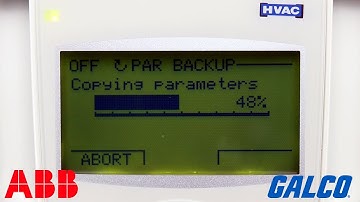 HVAC
OFF ↻ PAR BACKUP
Copying parameters
48%
ABORT
ABB
GALCO